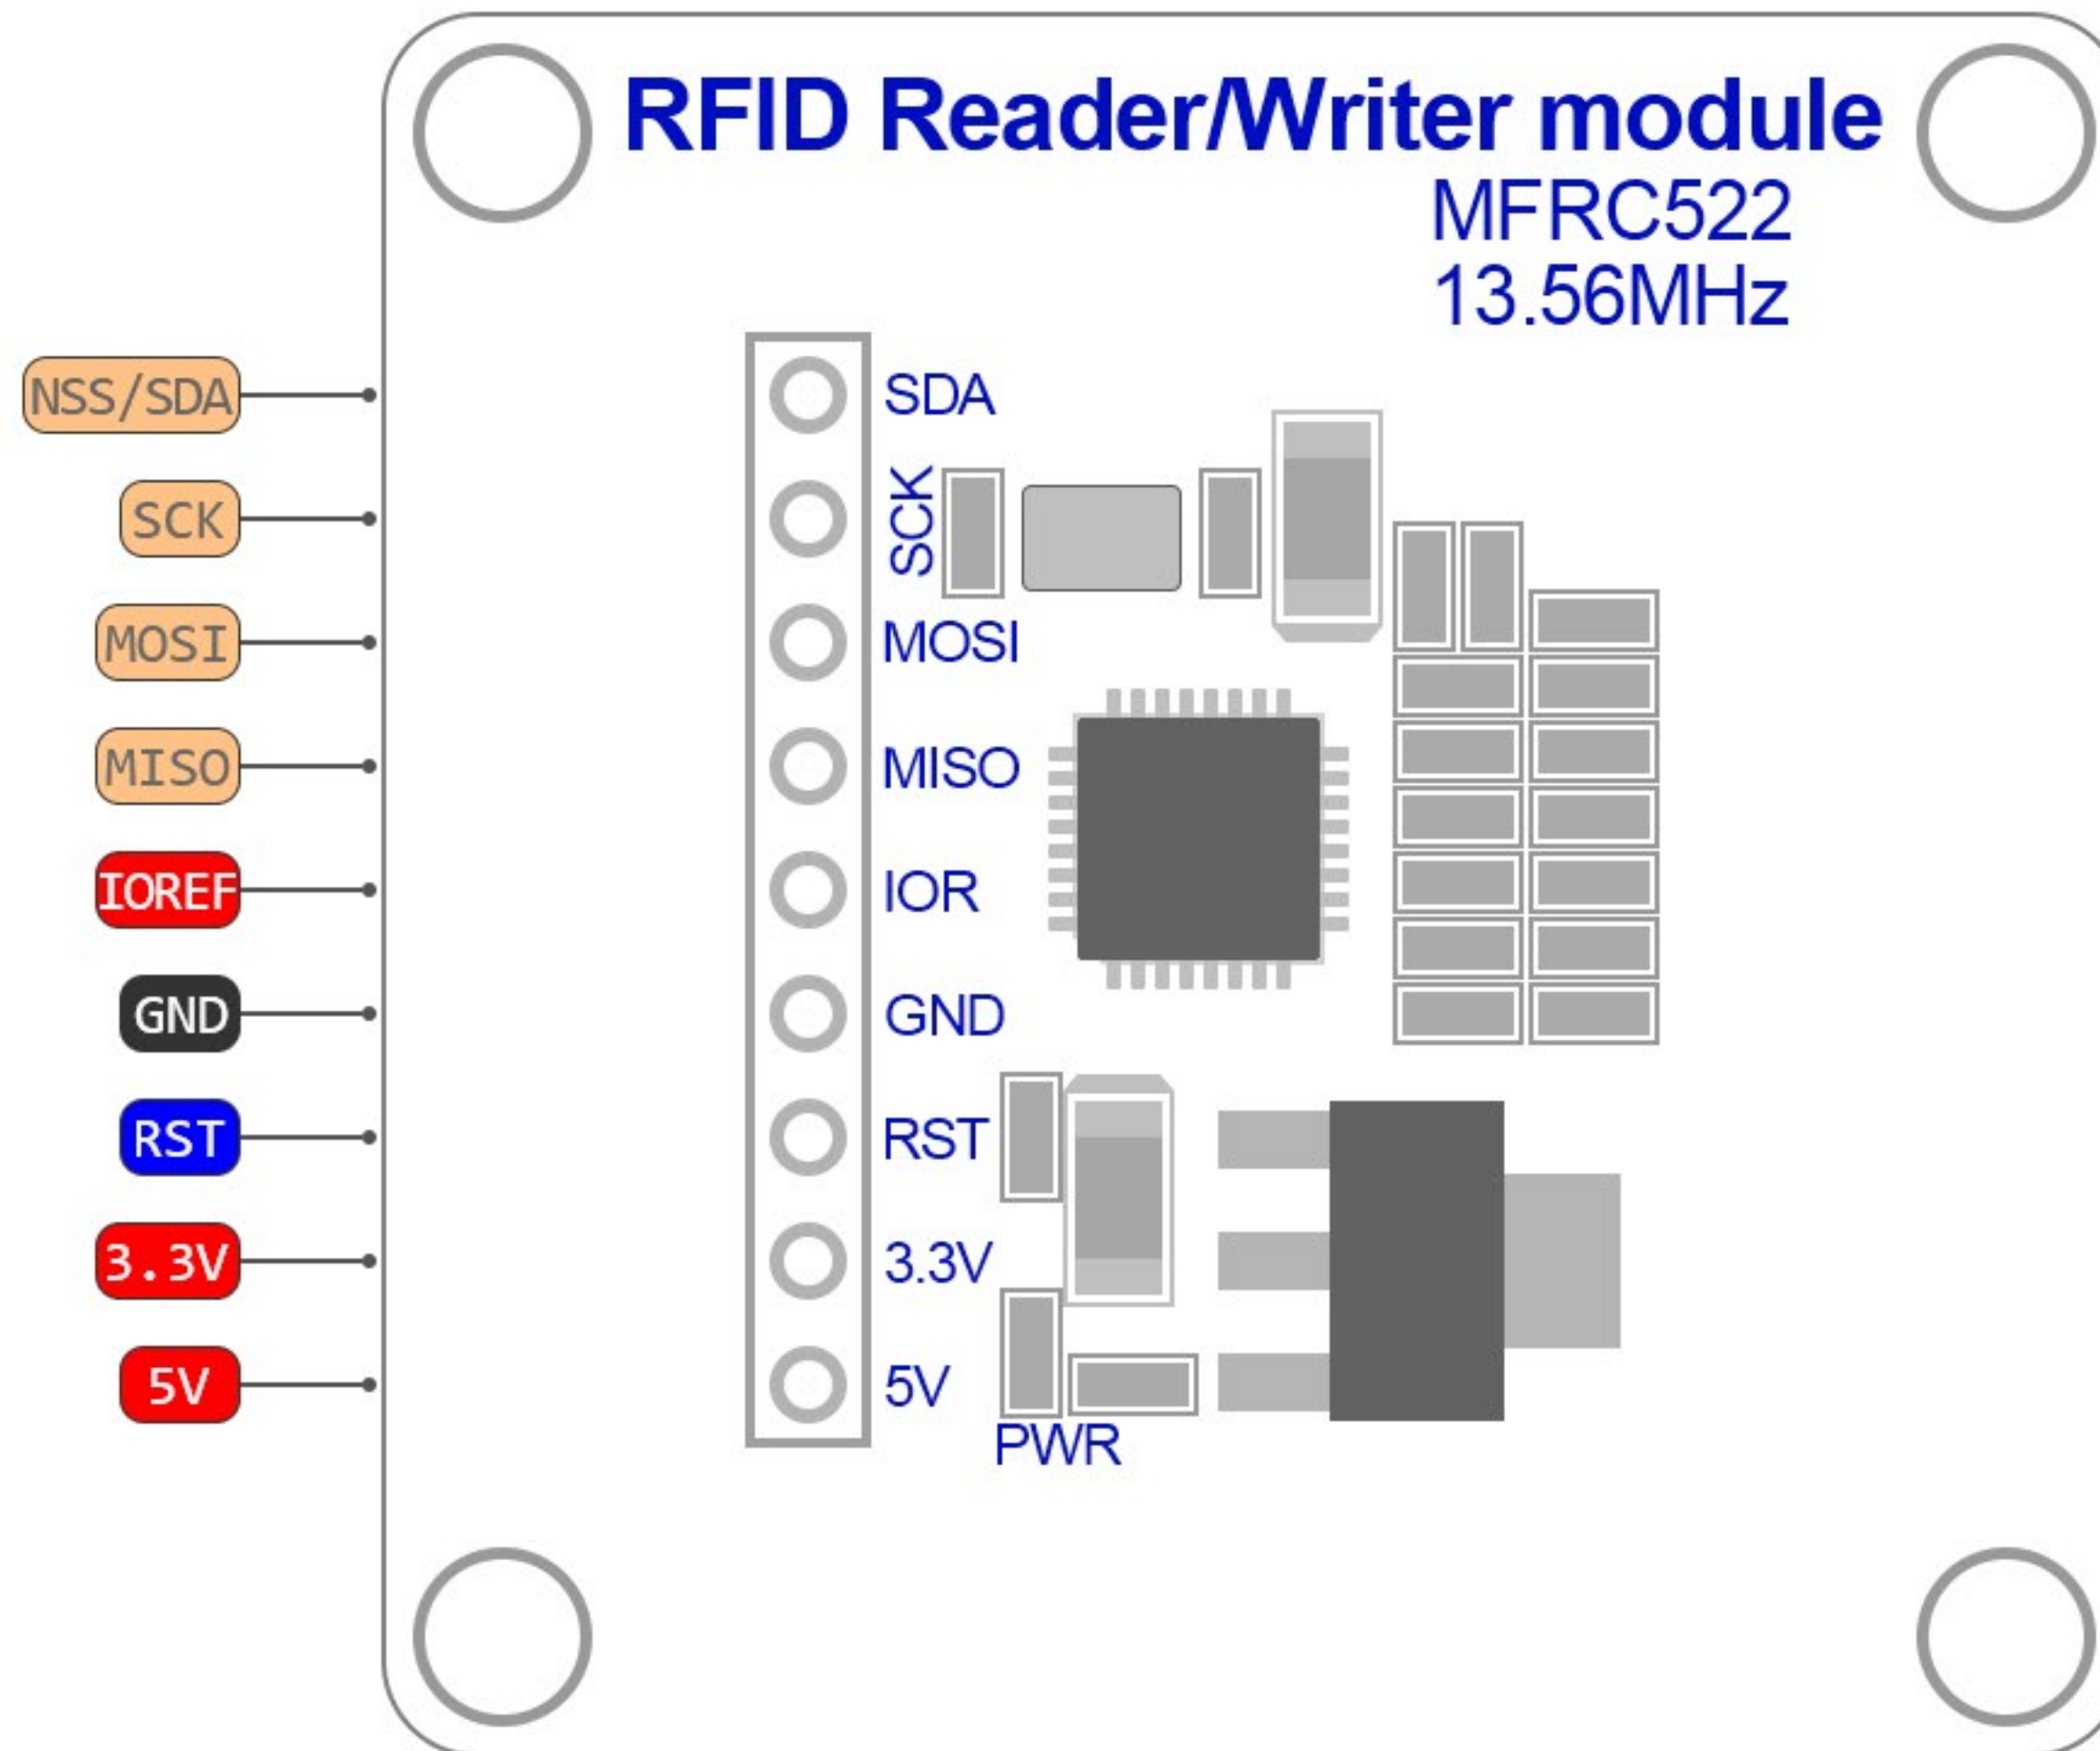 RFID Reader/Writer module
MFRC522
13.56MHz
NSS/SDA
SDA
SCK
SCK
MOSI
MOSI
MISO
MISO
IOREF
IOR
GND
GND
RST
RST
3.3V
3.3V
5V
5V
PWR